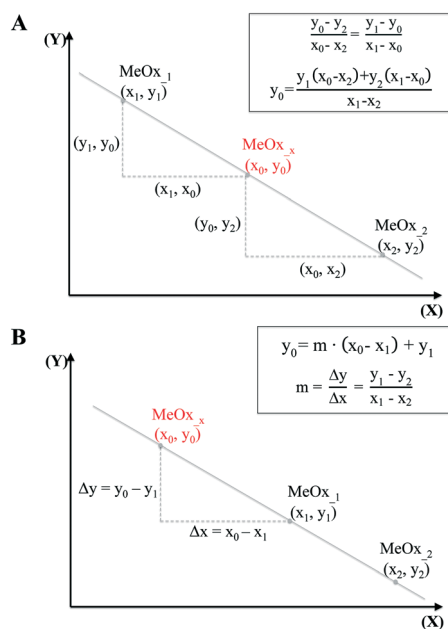 A
(Y)
y₀- y₂ / x₀- x₂ = y₁ - y₀ / x₁- x₀
y₀= y₁(x₀-x₂)+y₂(x₁-x₀) / x₁-x₂
MeOx_1
(x₁, y₁)
(y₁, y₀)
MeOx_x
(x₀, y₀)
(x₁, x₀)
(y₀, y₂)
MeOx_2
(x₂, y₂)
(x₀, x₂)
(X)
B
(Y)
y₀= m · (x₀- x₁) + y₁
m = Δy / Δx = y₁ - y₂ / x₁ - x₂
MeOx_x
(x₀, y₀)
Δy = y₀ – y₁
MeOx_1
(x₁, y₁)
Δx = x₀ – x₁
MeOx_2
(x₂, y₂)
(X)